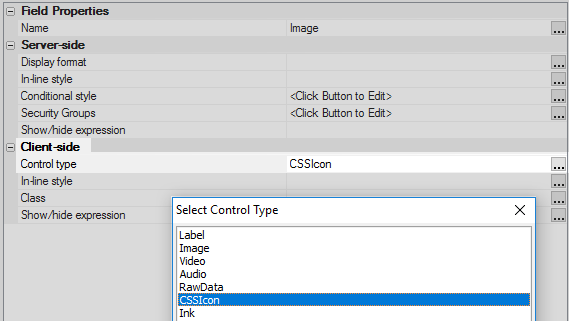 Field Properties
Name Image ...
Server-side
Display format ...
In-line style ...
Conditional style <Click Button to Edit> ...
Security Groups <Click Button to Edit> ...
Show/hide expression ...
Client-side
Control type CSSIcon ...
In-line style ...
Class ...
Show/hide expression ...
Select Control Type
Label
Image
Video
Audio
RawData
CSSIcon
Ink